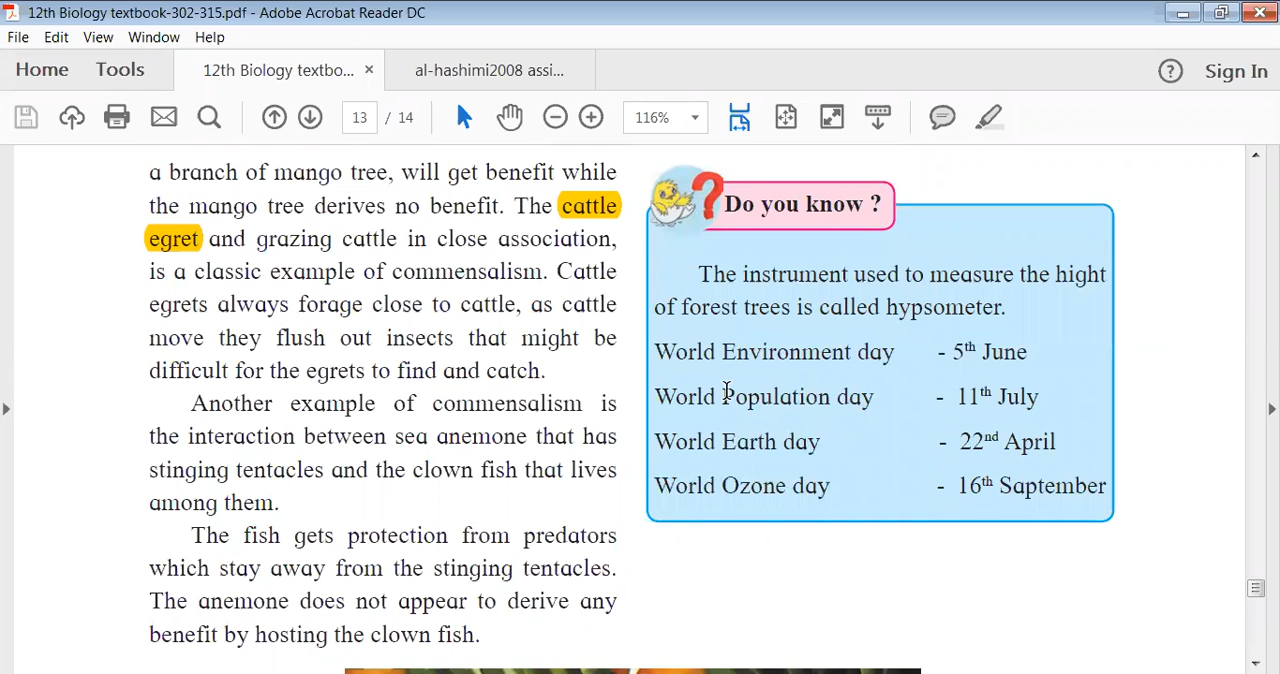 12th Biology textbook-302-315.pdf - Adobe Acrobat Reader DC
File Edit View Window Help
Home Tools 12th Biology textbo... × al-hashimi2008 assi... Sign In
13 / 14 116%
a branch of mango tree, will get benefit while
the mango tree derives no benefit. The cattle
egret and grazing cattle in close association,
is a classic example of commensalism. Cattle
egrets always forage close to cattle, as cattle
move they flush out insects that might be
difficult for the egrets to find and catch.
Another example of commensalism is
the interaction between sea anemone that has
stinging tentacles and the clown fish that lives
among them.
The fish gets protection from predators
which stay away from the stinging tentacles.
The anemone does not appear to derive any
benefit by hosting the clown fish.
Do you know ?
The instrument used to measure the hight
of forest trees is called hypsometer.
World Environment day - 5th June
World Population day - 11th July
World Earth day - 22nd April
World Ozone day - 16th Saptember